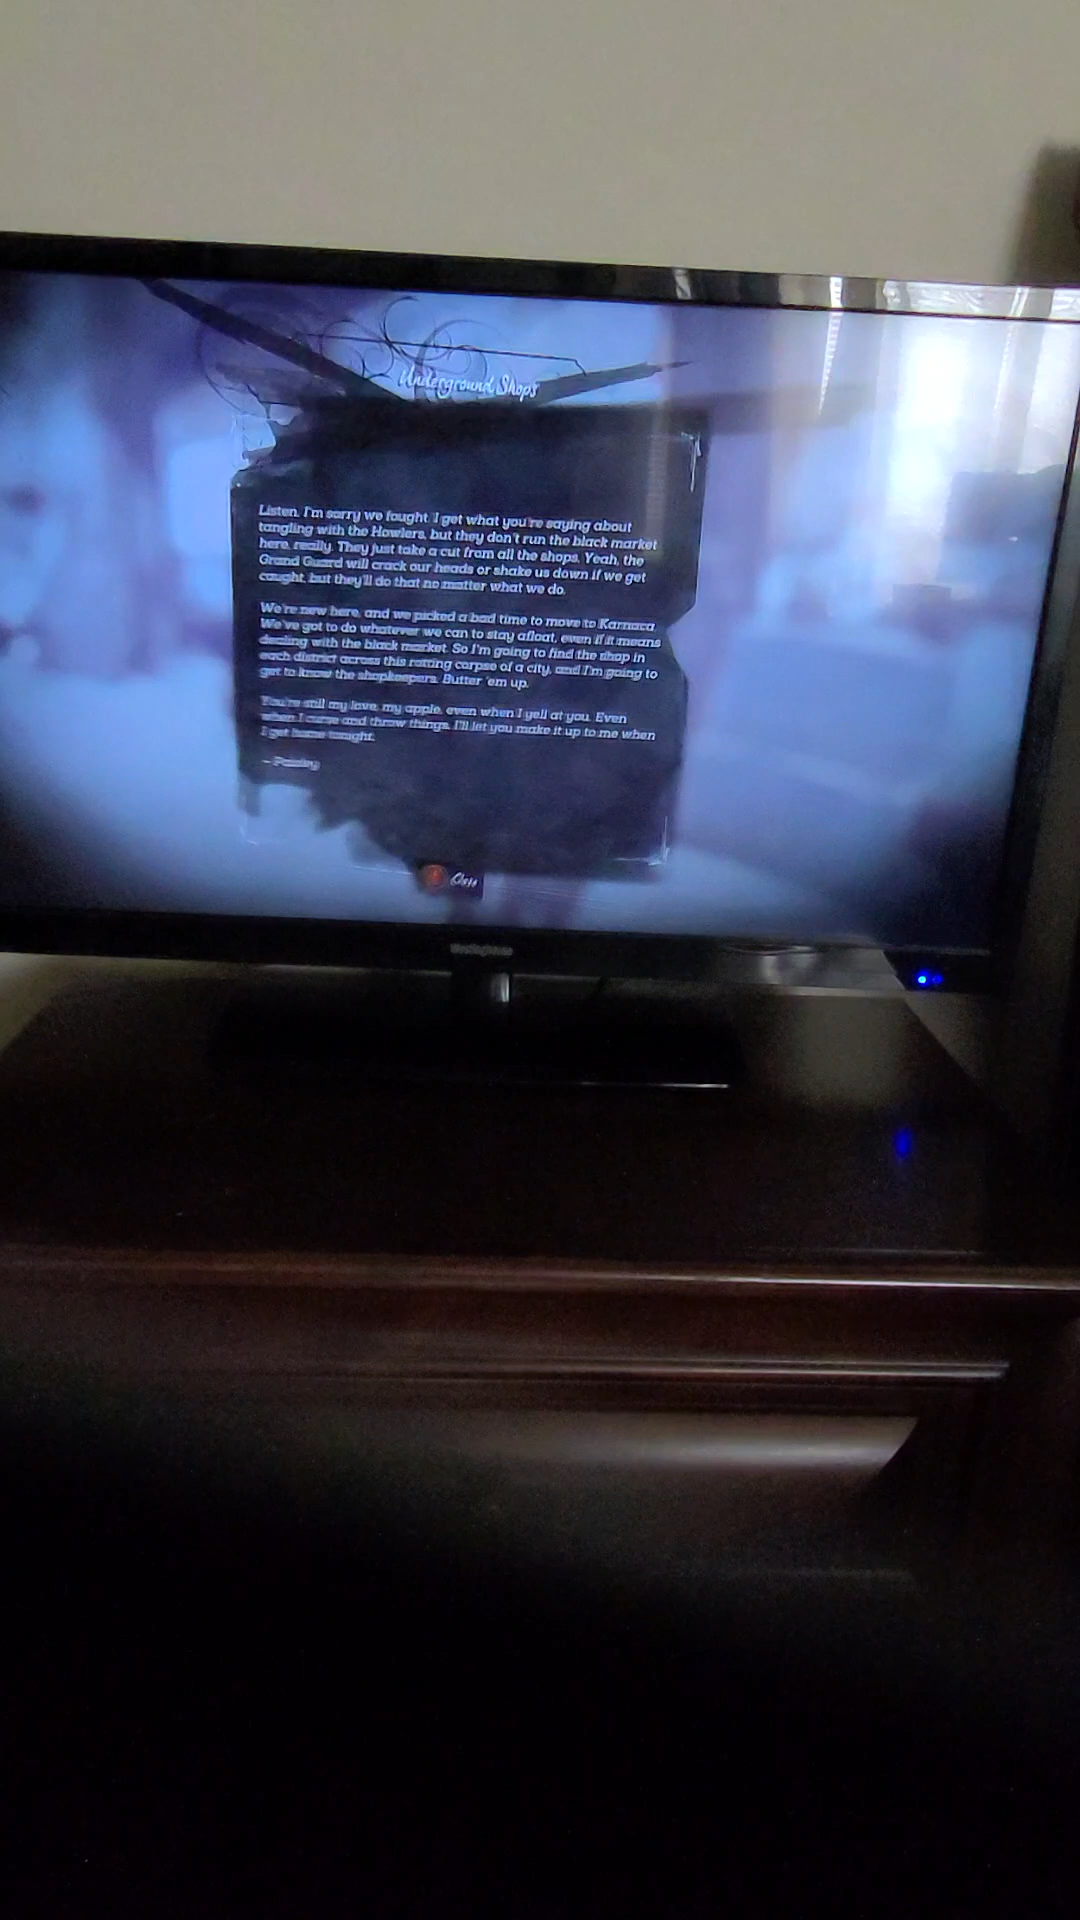 Underground Shops
Listen, I'm sorry we fought. I get what you're saying about
tangling with the Howlers, but they don't run the black market
here, really. They just take a cut from all the shops. Yeah, the
Grand Guard will crack our heads or shake us down if we get
caught, but they'll do that no matter what we do.
We're new here, and we picked a bad time to move to Karnaca.
We've got to do whatever we can to stay afloat, even if it means
dealing with the black market. So I'm going to find the shop in
each district across this rotting corpse of a city, and I'm going to
get to know the shopkeepers. Butter 'em up.
You're still my love, my apple, even when I yell at you. Even
when I curse and throw things. I'll let you make it up to me when
I get home tonight.
— Paisley
Close
Westinghouse